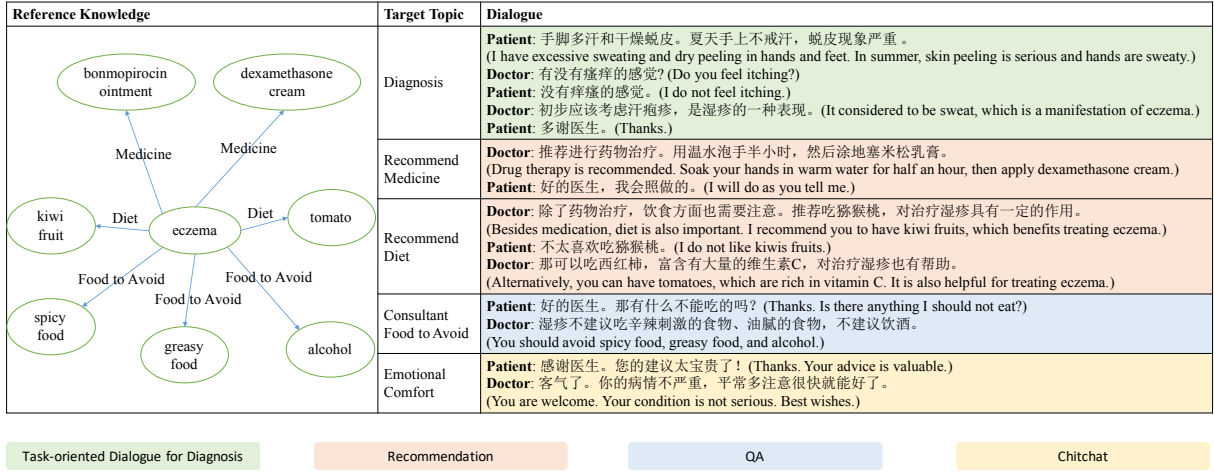 Reference Knowledge
Target Topic
Dialogue
bonmopirocin
ointment
dexamethasone
cream
Medicine
Medicine
kiwi
fruit
Diet
eczema
Diet
tomato
Food to Avoid
Food to Avoid
Food to Avoid
spicy
food
greasy
food
alcohol
Diagnosis
Patient: 手脚多汗和干燥蜕皮。夏天手上不戒汗，蜕皮现象严重 。
(I have excessive sweating and dry peeling in hands and feet. In summer, skin peeling is serious and hands are sweaty.)
Doctor: 有没有瘙痒的感觉? (Do you feel itching?)
Patient: 没有痒瘙的感觉。(I do not feel itching.)
Doctor: 初步应该考虑汗疱疹，是湿疹的一种表现。(It considered to be sweat, which is a manifestation of eczema.)
Patient: 多谢医生。(Thanks.)
Recommend
Medicine
Doctor: 推荐进行药物治疗。用温水泡手半小时，然后涂地塞米松乳膏。
(Drug therapy is recommended. Soak your hands in warm water for half an hour, then apply dexamethasone cream.)
Patient: 好的医生，我会照做的。(I will do as you tell me.)
Recommend
Diet
Doctor: 除了药物治疗，饮食方面也需要注意。推荐吃猕猴桃，对治疗湿疹具有一定的作用。
(Besides medication, diet is also important. I recommend you to have kiwi fruits, which benefits treating eczema.)
Patient: 不太喜欢吃猕猴桃。(I do not like kiwis fruits.)
Doctor: 那可以吃西红柿，富含有大量的维生素C，对治疗湿疹也有帮助。
(Alternatively, you can have tomatoes, which are rich in vitamin C. It is also helpful for treating eczema.)
Consultant
Food to Avoid
Patient: 好的医生。那有什么不能吃的吗？(Thanks. Is there anything I should not eat?)
Doctor: 湿疹不建议吃辛辣刺激的食物、油腻的食物，不建议饮酒。
(You should avoid spicy food, greasy food, and alcohol.)
Emotional
Comfort
Patient: 感谢医生。您的建议太宝贵了！(Thanks. Your advice is valuable.)
Doctor: 客气了。你的病情不严重，平常多注意很快就能好了。
(You are welcome. Your condition is not serious. Best wishes.)
Task-oriented Dialogue for Diagnosis
Recommendation
QA
Chitchat